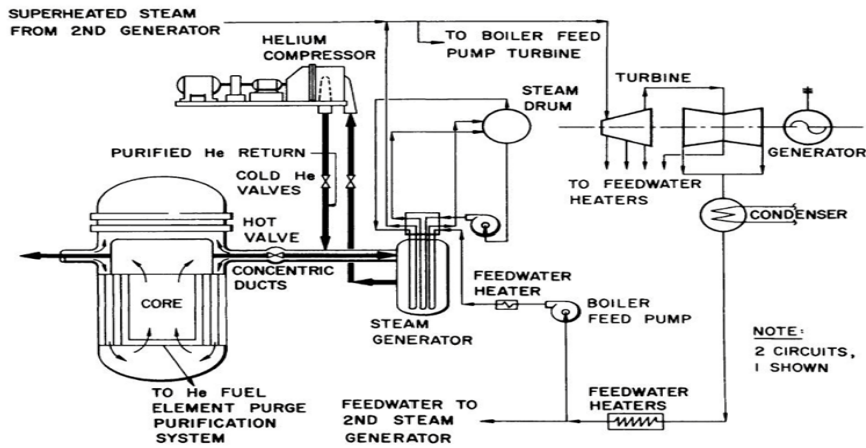 SUPERHEATED STEAM
FROM 2ND GENERATOR
TO BOILER FEED
PUMP TURBINE
HELIUM
COMPRESSOR
STEAM
DRUM
TURBINE
GENERATOR
PURIFIED He RETURN
COLD He
VALVES
TO FEEDWATER
HEATERS
CONDENSER
HOT
VALVE
CONCENTRIC
DUCTS
CORE
STEAM
GENERATOR
FEEDWATER
HEATER
BOILER
FEED PUMP
NOTE:
2 CIRCUITS,
1 SHOWN
TO He FUEL
ELEMENT PURGE
PURIFICATION
SYSTEM
FEEDWATER TO
2ND STEAM
GENERATOR
FEEDWATER
HEATERS